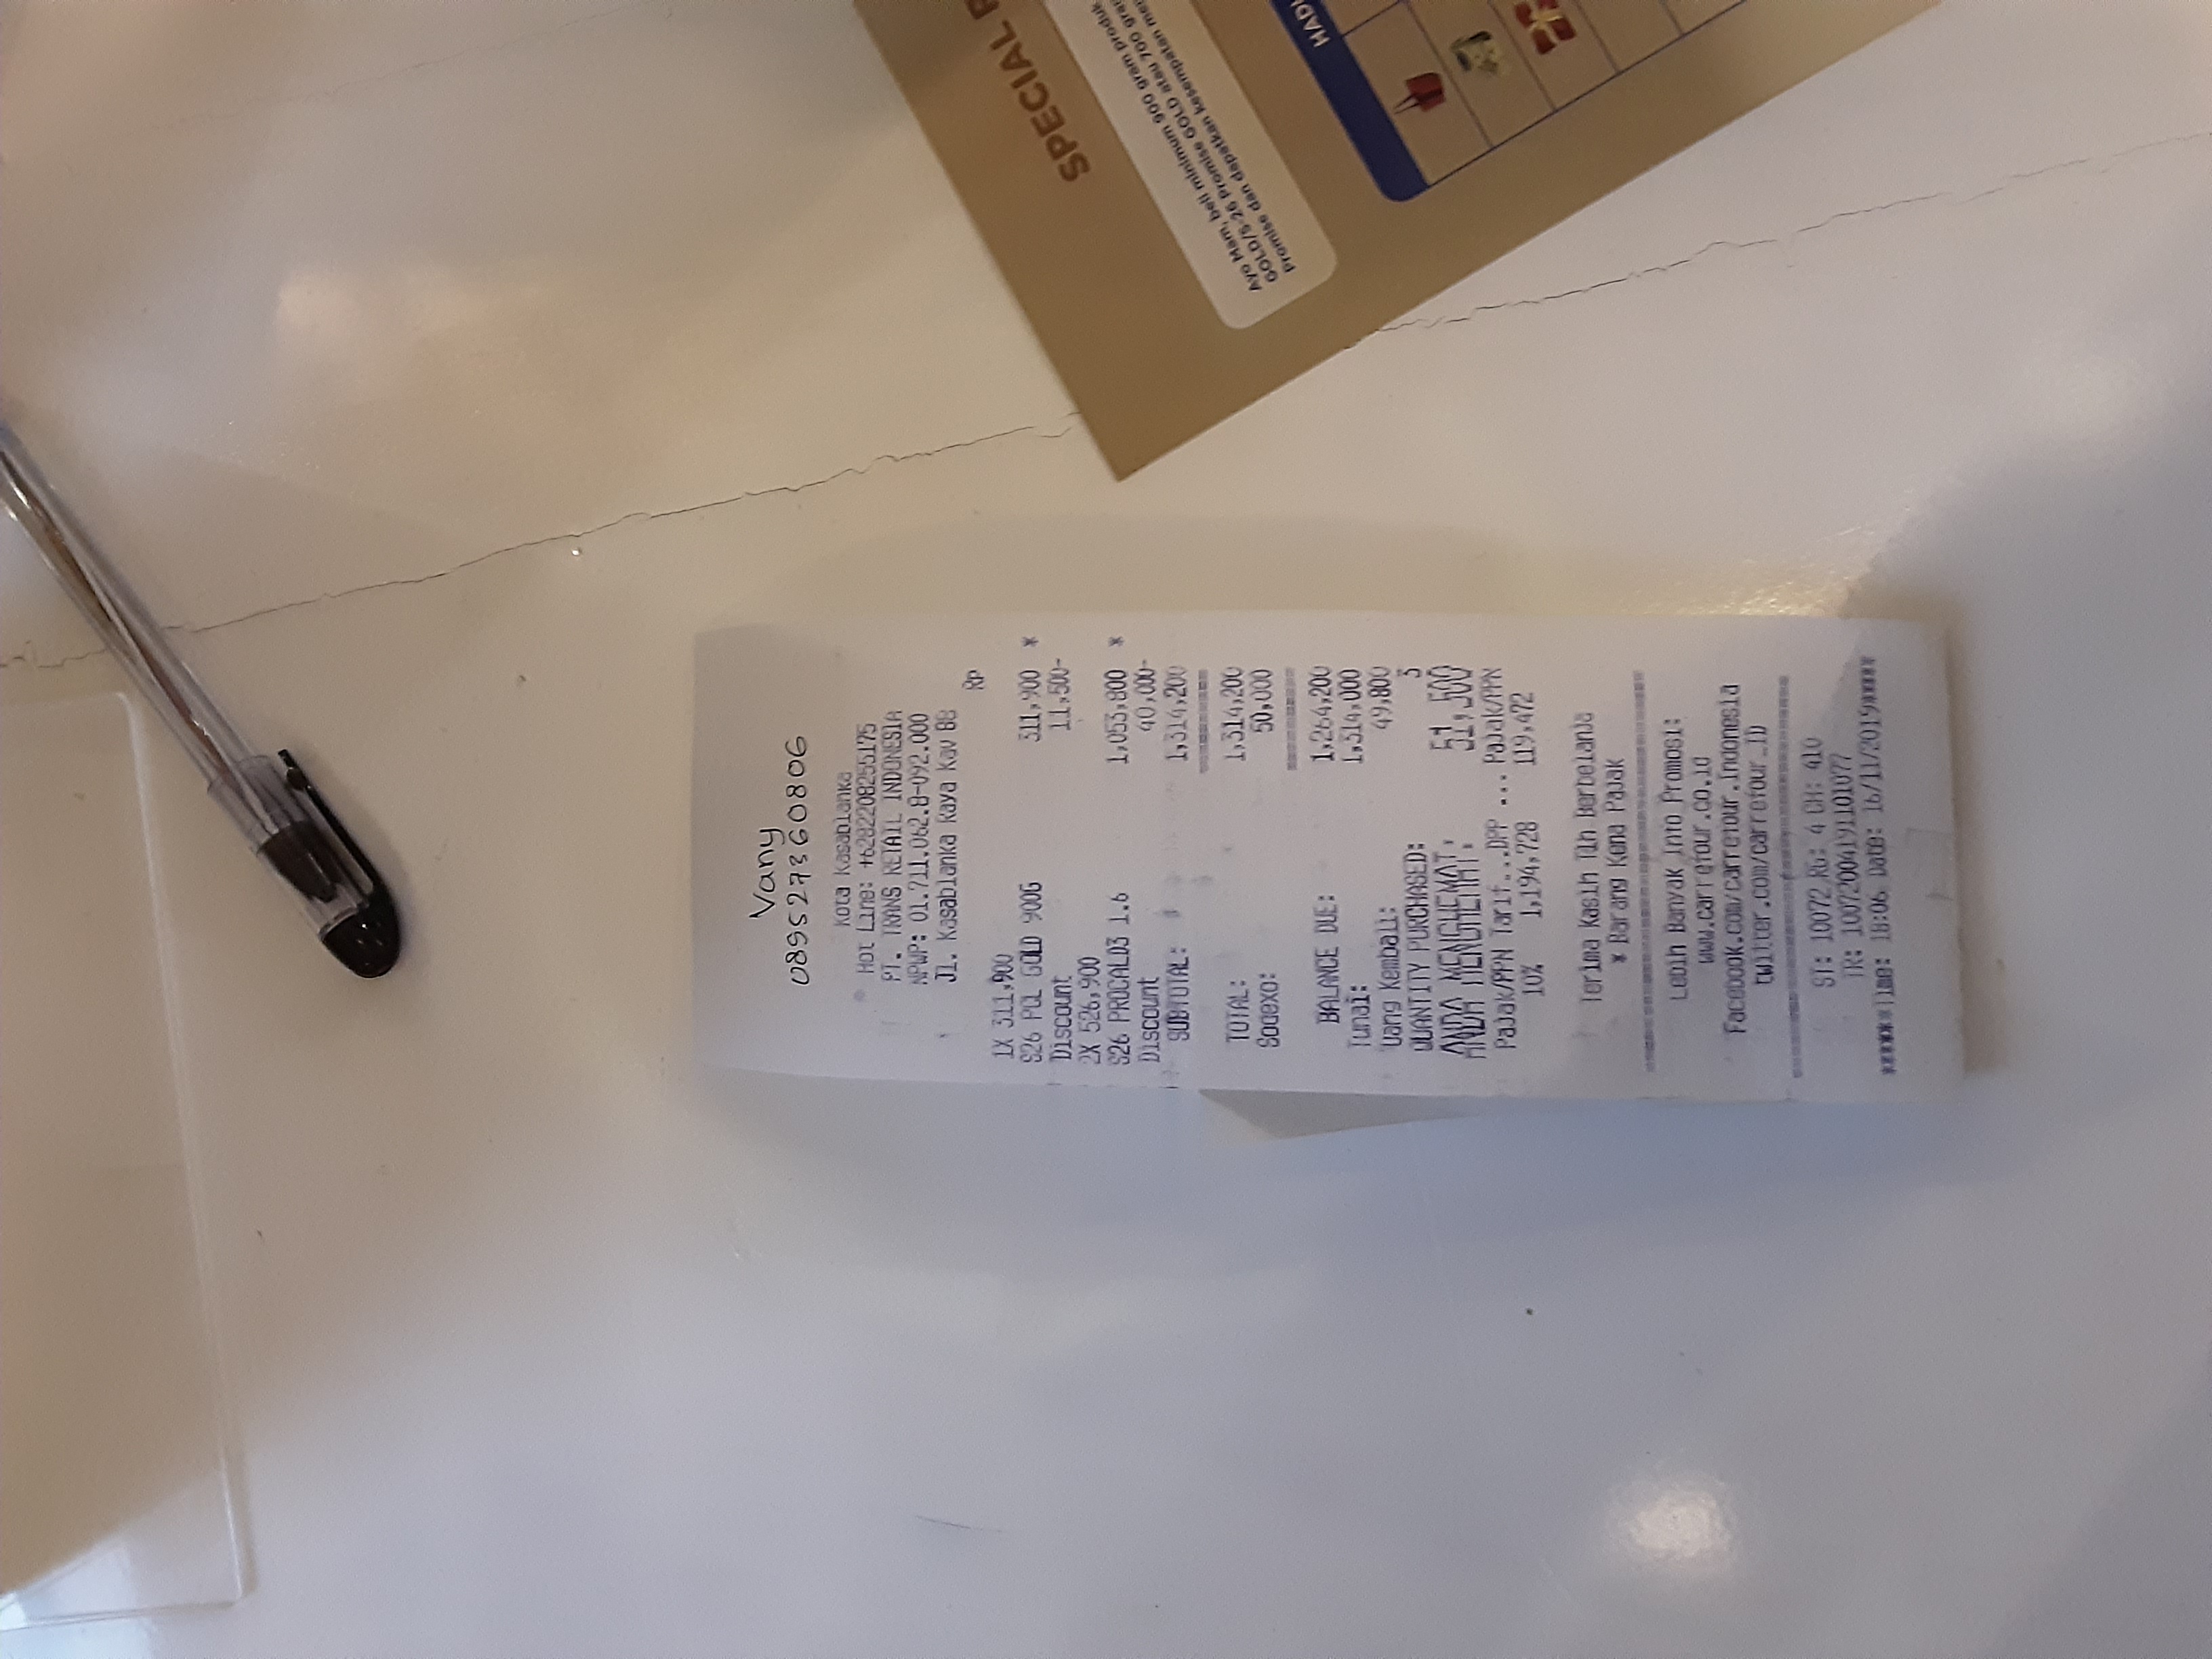 Vany
089527360806
Kota Kasablanka
Hot Line: +6282208255175
PT. TRANS RETAIL INDONESIA
NPWP: 01.711.062.8-092.000
Jl. Kasablanka Raya Kav 88
Rp
1X 311,900
S26 PCL GOLD 900G 311,900 *
Discount 11,500-
2X 526,900
S26 PROCALD3 1.6 1,053,800 *
Discount 40,000-
SUBTOTAL: 1,314,200
TOTAL: 1,314,200
Sodexo: 50,000
BALANCE DUE: 1,264,200
Tunai: 1,314,000
Uang Kembali: 49,800
QUANTITY PURCHASED: 3
ANDA MENGHEMAT: 51,500
Pajak/PPN Tarif...DPP ... Pajak/PPN
10% 1,194,728 119,472
Terima Kasih Tlh Berbelanja
* Barang Kena Pajak
Lebih Banyak Info Promosi:
www.carrefour.co.id
Facebook.com/carrefour.Indonesia
twitter.com/carrefour_ID
ST: 10072 RG: 4 CH: 410
TR: 10072004191101077
******Time: 18:06 Date: 16/11/2019*****
SPECIAL
Ayo Mam, beli minimum 900 gram produk
GOLD/S-26 Promise GOLD atau 700
Promise dan dapatkan kesempatan